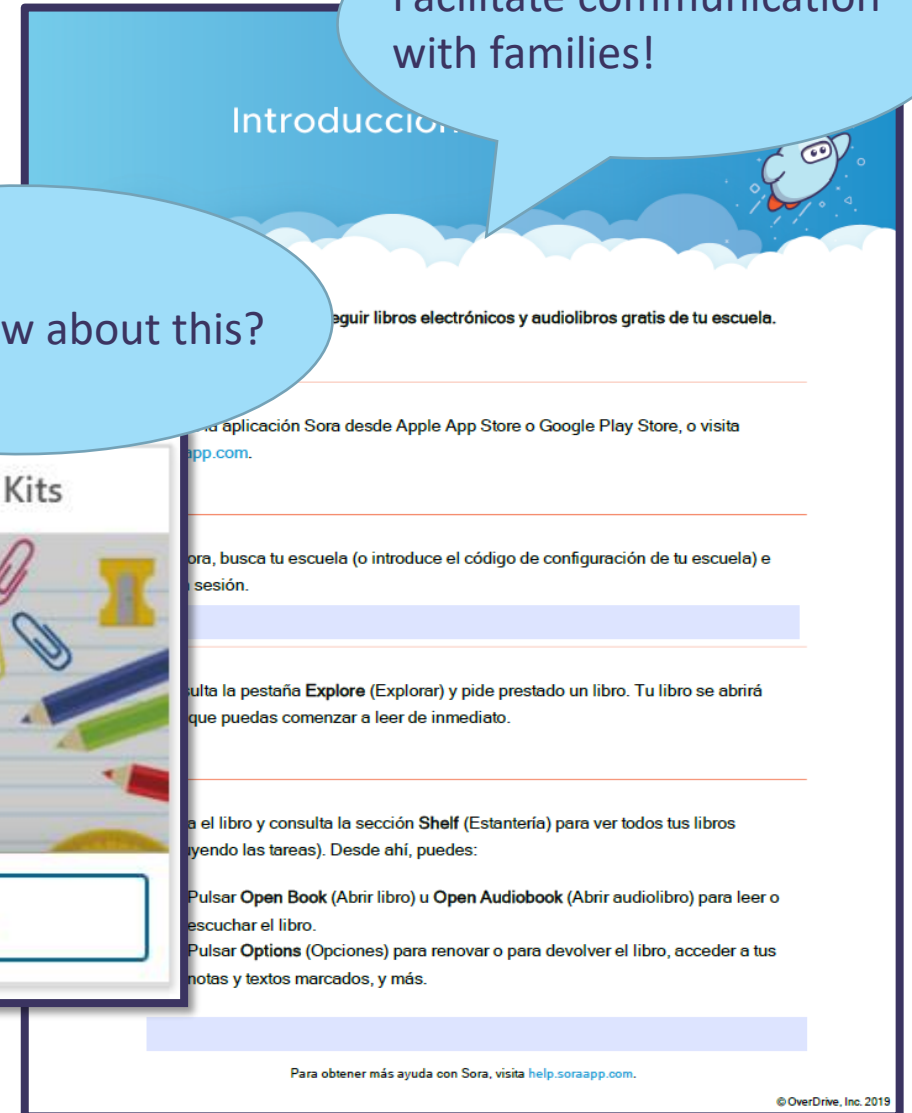 Facilitate communication
with families!
Introducción
about this?
libros electrónicos y audiolibros gratis de tu escuela.
aplicación Sora desde Apple App Store o Google Play Store, o visita
app.com.
Kits
busca tu escuela (o introduce el código de configuración de tu escuela) e
sesión.
la pestaña Explore (Explorar) y pide prestado un libro. Tu libro se abrirá
que puedas comenzar a leer de inmediato.
el libro y consulta la sección Shelf (Estantería) para ver todos tus libros
las tareas). Desde ahí, puedes:
Pulsar Open Book (Abrir libro) u Open Audiobook (Abrir audiolibro) para leer o
escuchar el libro.
Pulsar Options (Opciones) para renovar o para devolver el libro, acceder a tus
notas y textos marcados, y más.
Para obtener más ayuda con Sora, visita help.soraapp.com.
© OverDrive, Inc. 2019